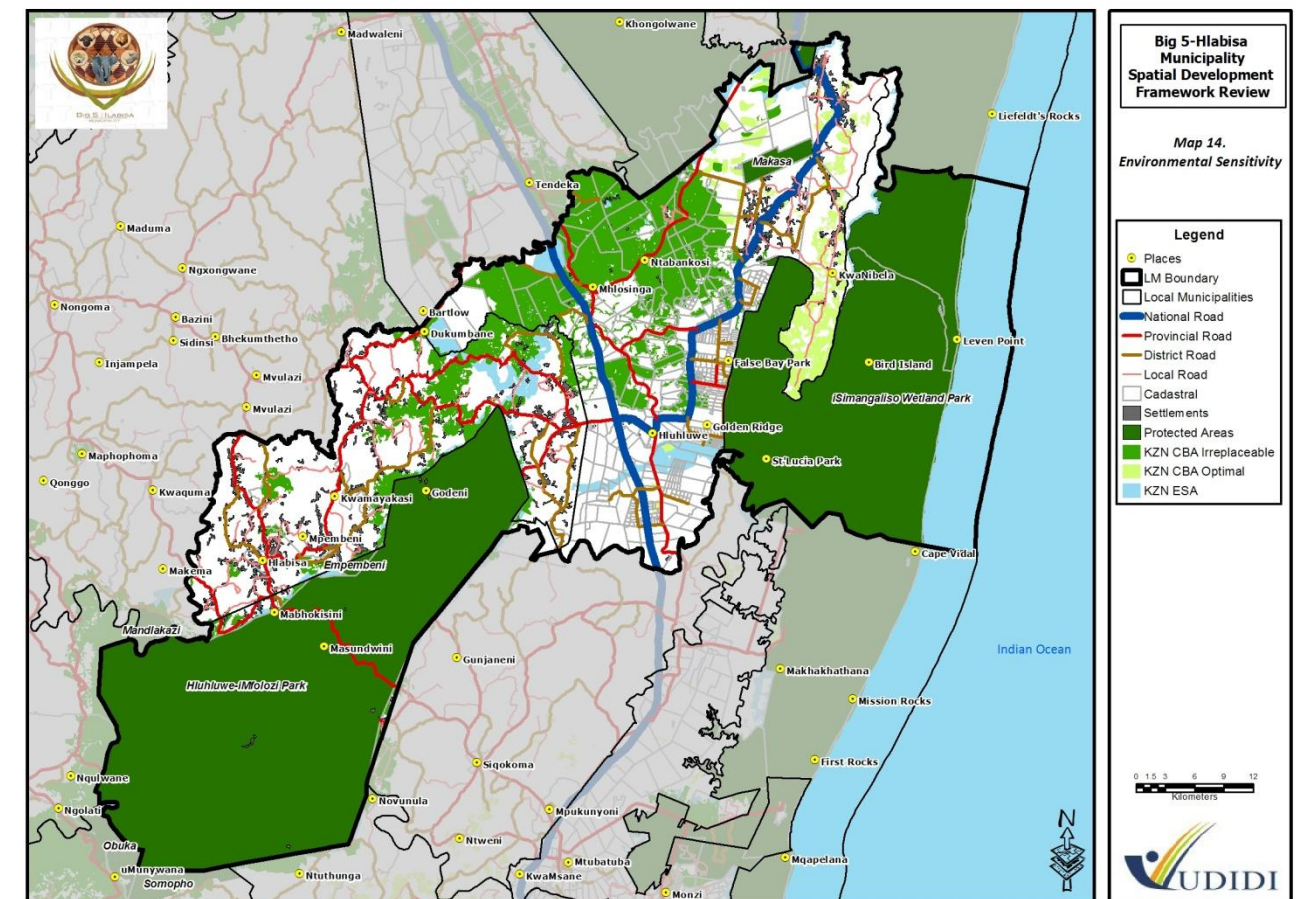 BIG 5 - HLABISA
Khongolwane
Madwaleni
Liefeldt's Rocks
Makasa
Tendeka
Maduma
Ntabankosi
Ngxongwane
KwaNibela
Mhlosinga
Nongoma
Bazini
Bartlow
Dukumbane
Sidinsi
Bhekumthetho
Leven Point
Injampela
False Bay Park
Bird Island
Mvulazi
iSimangaliso Wetland Park
Mvulazi
Golden Ridge
Hluhluwe
Maphophoma
St'Lucia Park
Qonggo
Kwaquma
Godeni
Kwamayakasi
Mpembeni
Cape Vidal
Hlabisa
Empembeni
Makema
Mabhokisini
Mandlakazi
Masundwini
Indian Ocean
Gunjaneni
Makhakhathana
Hluhluwe-iMfolozi Park
Mission Rocks
First Rocks
Siqokoma
Nqulwane
Novunula
Ngolati
Mpukunyoni
Ntweni
Obuka
Mqapelana
Mtubatuba
uMunywana
Ntuthunga
KwaMsane
Somopho
Monzi
Big 5-Hlabisa
Municipality
Spatial Development
Framework Review
Map 14.
Environmental Sensitivity
Legend
Places
LM Boundary
Local Municipalities
National Road
Provincial Road
District Road
Local Road
Cadastral
Settlements
Protected Areas
KZN CBA Irreplaceable
KZN CBA Optimal
KZN ESA
0 1.5 3 6 9 12
Kilometers
N
VUDIDI